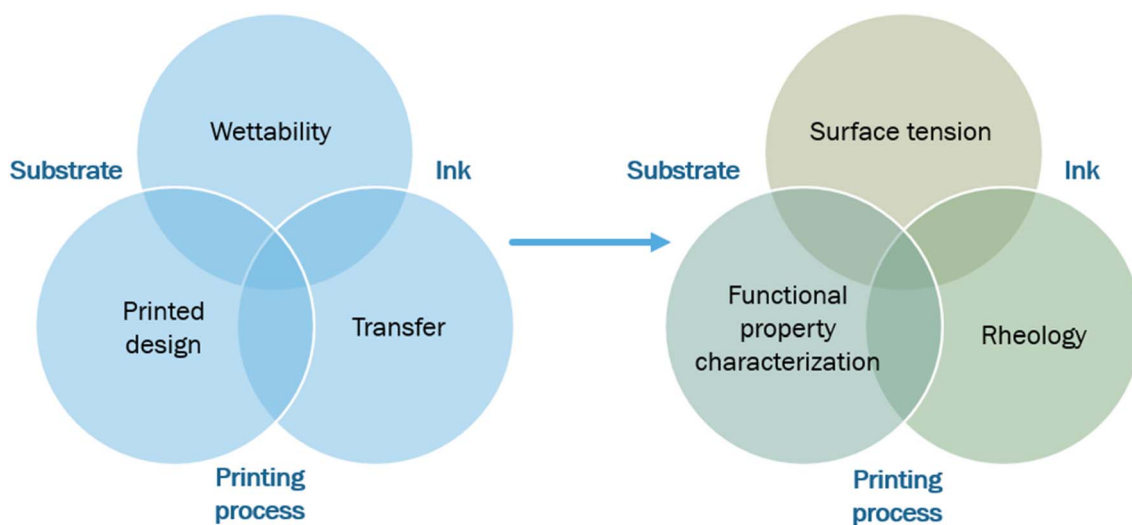 Wettability
Substrate
Ink
Printed
design
Transfer
Printing
process
Surface tension
Substrate
Ink
Functional
property
characterization
Rheology
Printing
process